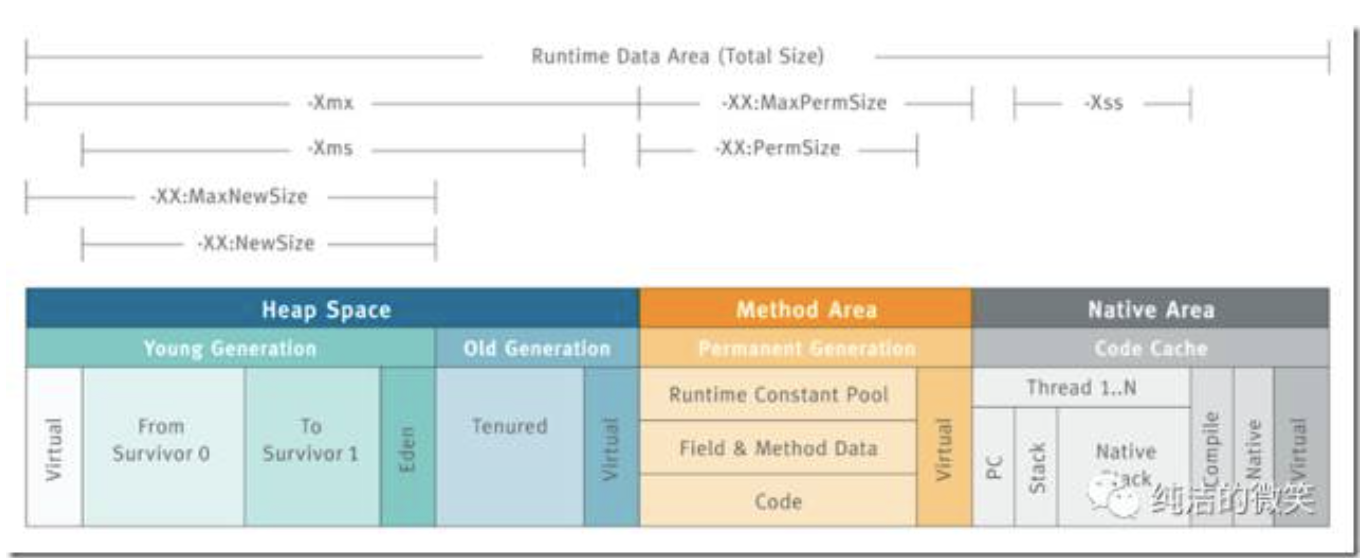 Runtime Data Area (Total Size)
-Xmx
-XX:MaxPermSize
-Xss
-Xms
-XX:PermSize
-XX:MaxNewSize
-XX:NewSize
Heap Space
Method Area
Native Area
Young Generation
Old Generation
Permanent Generation
Code Cache
Virtual
From
Survivor 0
To
Survivor 1
Eden
Tenured
Virtual
Runtime Constant Pool
Field & Method Data
Code
Virtual
Thread 1..N
PC
Stack
Native
Stack
Compile
Native
Virtual
纯洁的微笑